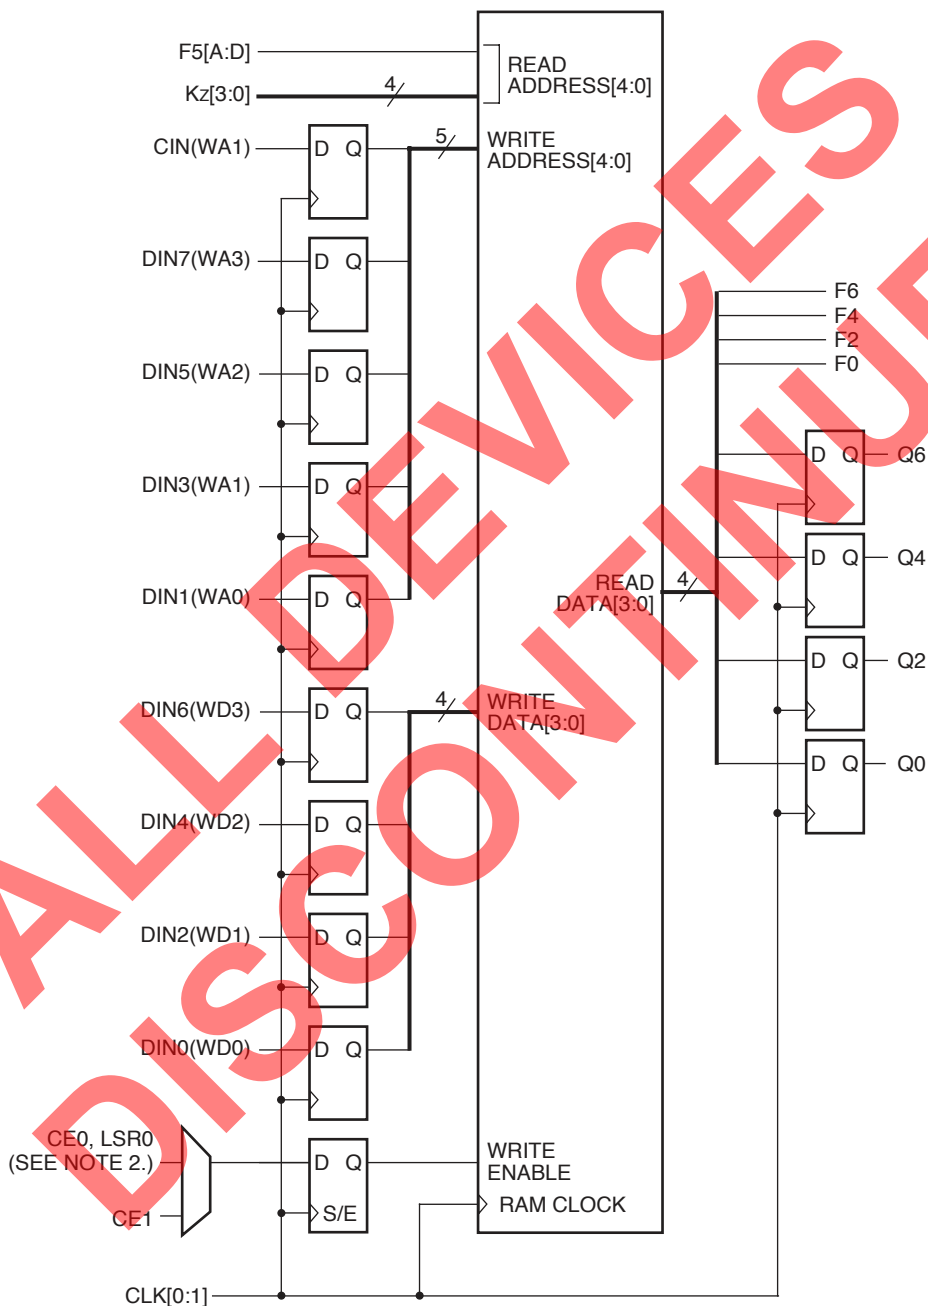 F5[A:D]
Kz[3:0]
4
READ
ADDRESS[4:0]
CIN(WA1)
D Q
5
WRITE
ADDRESS[4:0]
DIN7(WA3)
D Q
DIN5(WA2)
D Q
DIN3(WA1)
D Q
DIN1(WA0)
D Q
DIN6(WD3)
D Q
4
WRITE
DATA[3:0]
DIN4(WD2)
D Q
DIN2(WD1)
D Q
DIN0(WD0)
D Q
CE0, LSR0
(SEE NOTE 2.)
CE1
D Q
S/E
WRITE
ENABLE
RAM CLOCK
CLK[0:1]
READ
DATA[3:0]
4
F6
F4
F2
F0
D Q
Q6
D Q
Q4
D Q
Q2
D Q
Q0
ALL DEVICES
DISCONTINUE